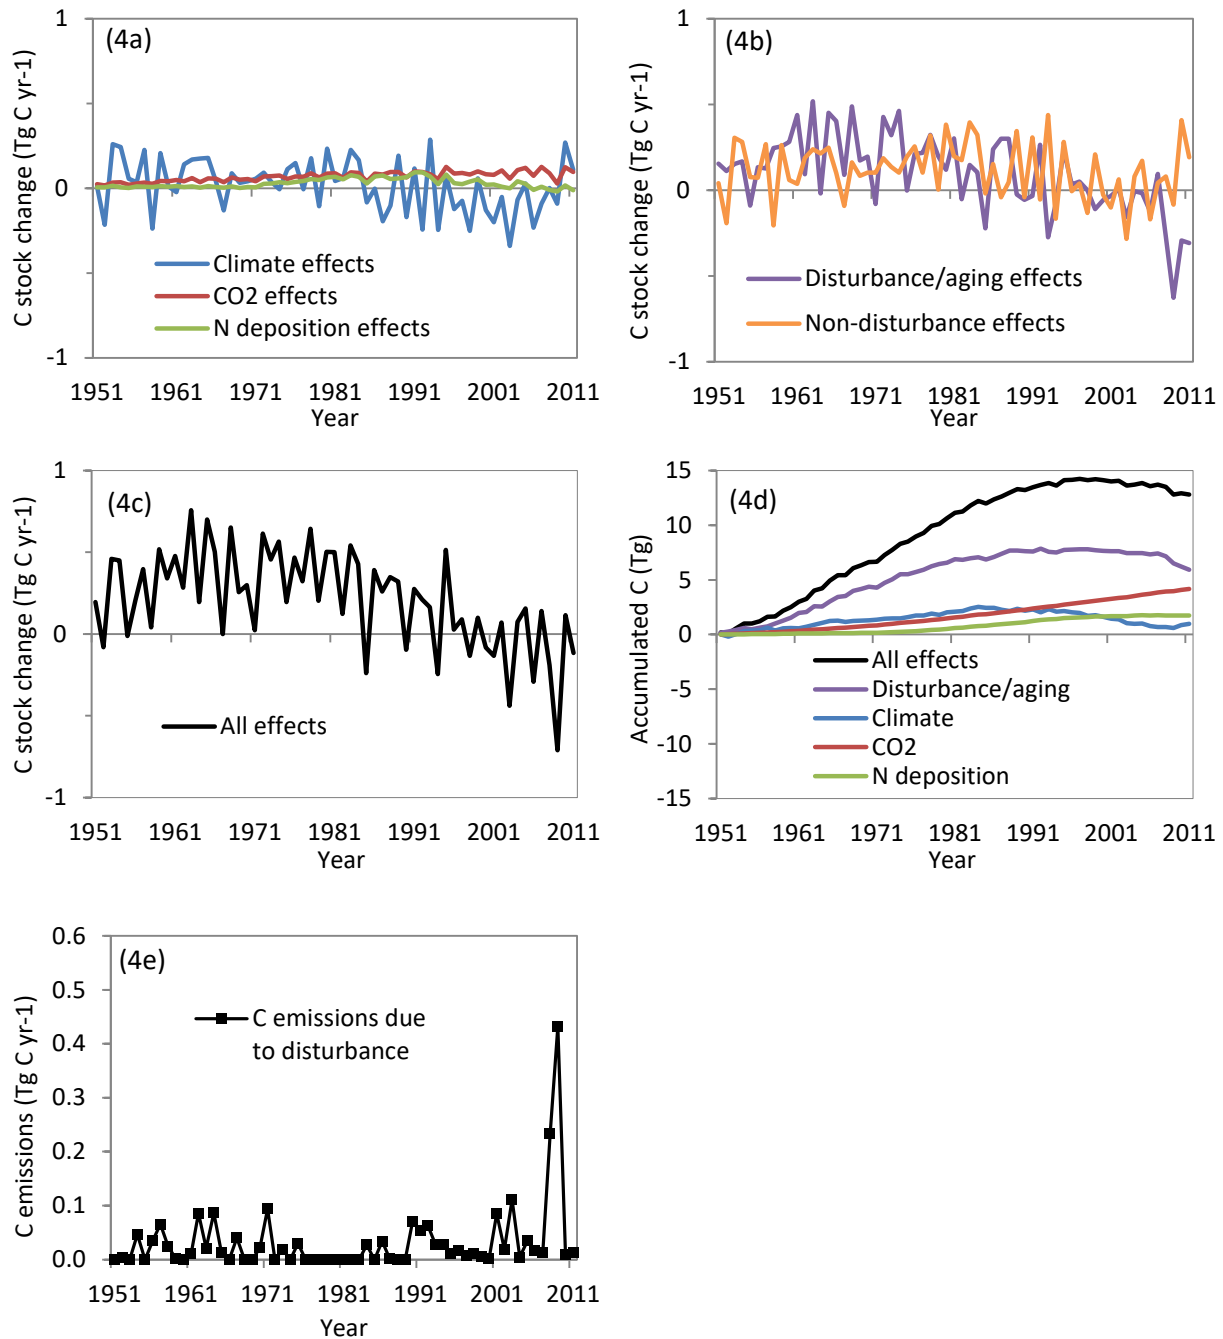 (4a)
C stock change (Tg C yr-1)
1
0
-1
Climate effects
CO2 effects
N deposition effects
1951 1961 1971 1981 1991 2001 2011
Year
(4b)
C stock change (Tg C yr-1)
1
0
-1
Disturbance/aging effects
Non-disturbance effects
1951 1961 1971 1981 1991 2001 2011
Year
(4c)
C stock change (Tg C yr-1)
1
0
-1
All effects
1951 1961 1971 1981 1991 2001 2011
Year
(4d)
Accumulated C (Tg)
15
10
5
0
-5
-10
-15
All effects
Disturbance/aging
Climate
CO2
N deposition
1951 1961 1971 1981 1991 2001 2011
Year
(4e)
C emissions (Tg C yr-1)
0.6
0.5
0.4
0.3
0.2
0.1
0.0
C emissions due
to disturbance
1951 1961 1971 1981 1991 2001 2011
Year